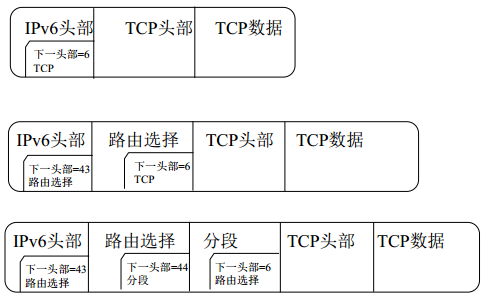 IPv6头部 TCP头部 TCP数据
下一头部=6
TCP
IPv6头部 路由选择 TCP头部 TCP数据
下一头部=43 下一头部=6
路由选择 TCP
IPv6头部 路由选择 分段 TCP头部 TCP数据
下一头部=43 下一头部=44 下一头部=6
路由选择 分段 路由选择